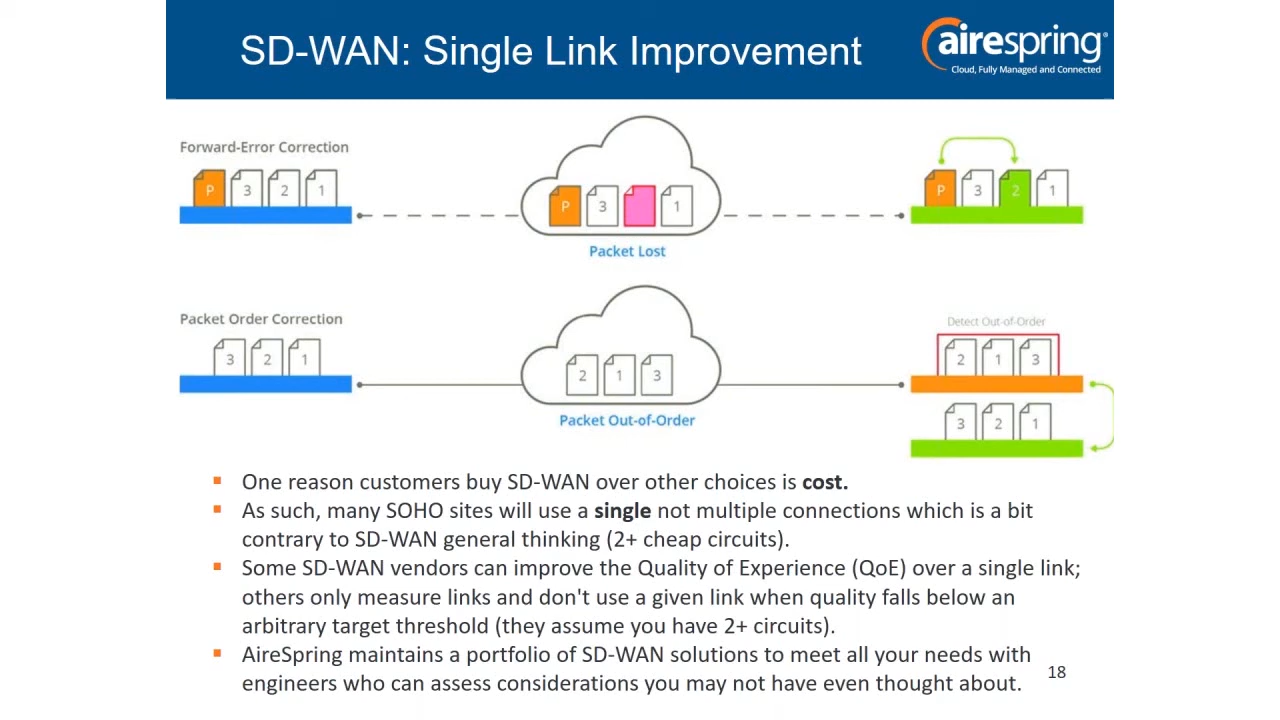 SD-WAN: Single Link Improvement
airespring®
Cloud, Fully Managed and Connected
Forward-Error Correction
P 3 2 1
P 3 1
Packet Lost
P 3 2 1
Packet Order Correction
3 2 1
2 1 3
Packet Out-of-Order
Detect Out-of-Order
2 1 3
3 2 1
One reason customers buy SD-WAN over other choices is cost.
As such, many SOHO sites will use a single not multiple connections which is a bit
contrary to SD-WAN general thinking (2+ cheap circuits).
Some SD-WAN vendors can improve the Quality of Experience (QoE) over a single link;
others only measure links and don't use a given link when quality falls below an
arbitrary target threshold (they assume you have 2+ circuits).
AireSpring maintains a portfolio of SD-WAN solutions to meet all your needs with
engineers who can assess considerations you may not have even thought about.
18